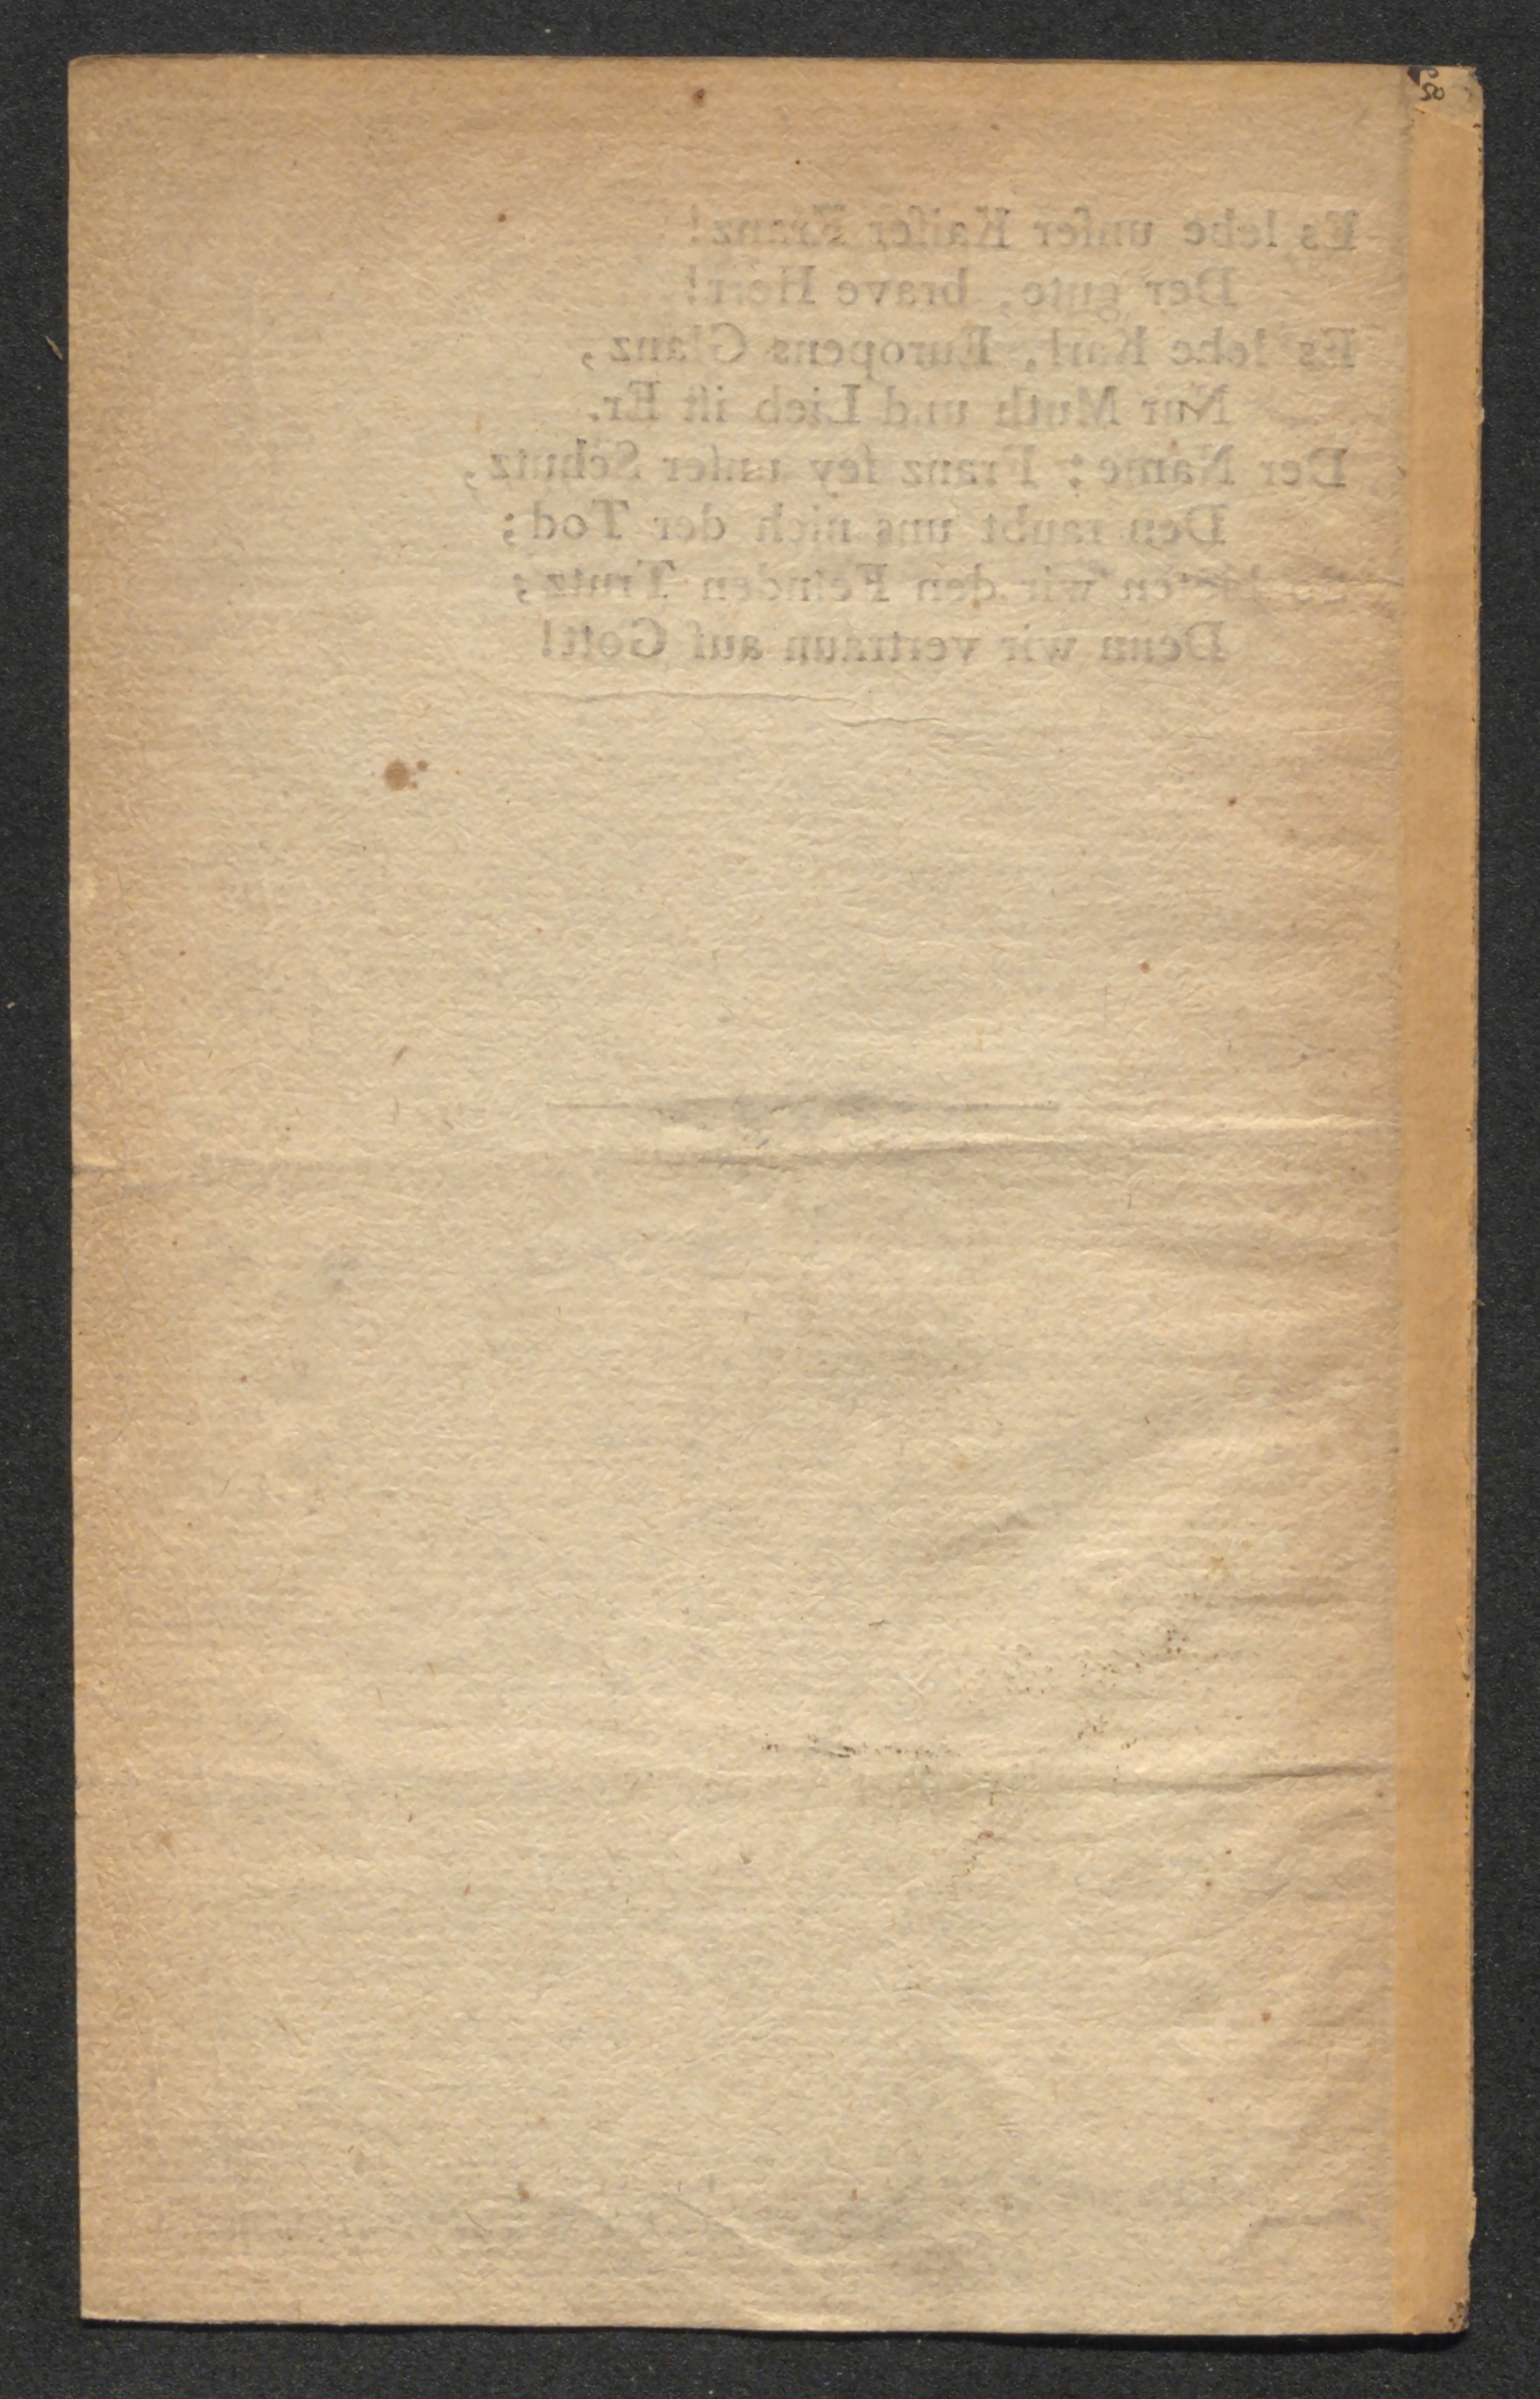 Es lebe unſer Kaiſer Franz!
Der gute, brave Herr!
Es lebe Karl, Europens Glanz,
Nur Muth und Lieb iſt Er.
Der Name: Franz ſey unſer Schutz,
Den raubt uns nich der Tod;
wir den Feinden Trutz;
Denn wir vertraun auf Gott!